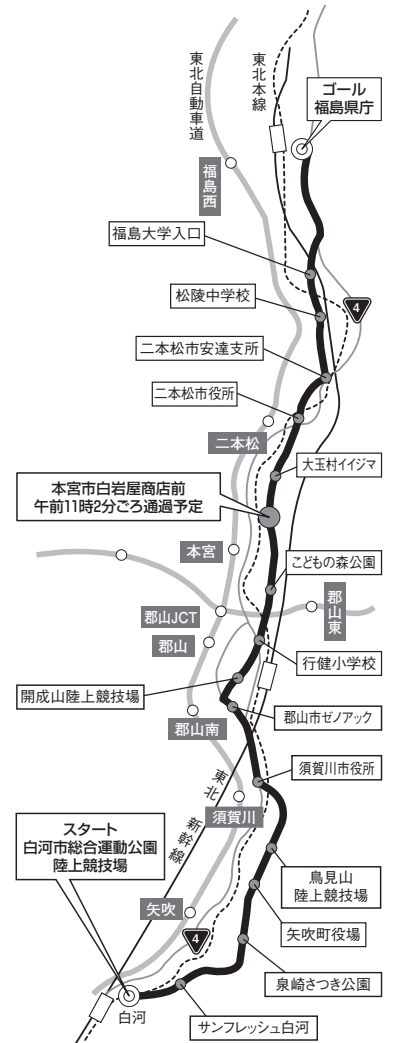 東北自動車道
東北本線
ゴール
福島県庁
福島西
福島大学入口
松陵中学校
4
二本松市安達支所
二本松市役所
二本松
大玉村イイジマ
本宮市白岩屋商店前
午前11時2分ごろ通過予定
本宮
こどもの森公園
郡山JCT
郡山東
郡山
行健小学校
開成山陸上競技場
郡山市ゼノアック
郡山南
須賀川市役所
東北新幹線
須賀川
スタート
白河市総合運動公園
陸上競技場
鳥見山
陸上競技場
矢吹
矢吹町役場
4
泉崎さつき公園
白河
サンフレッシュ白河